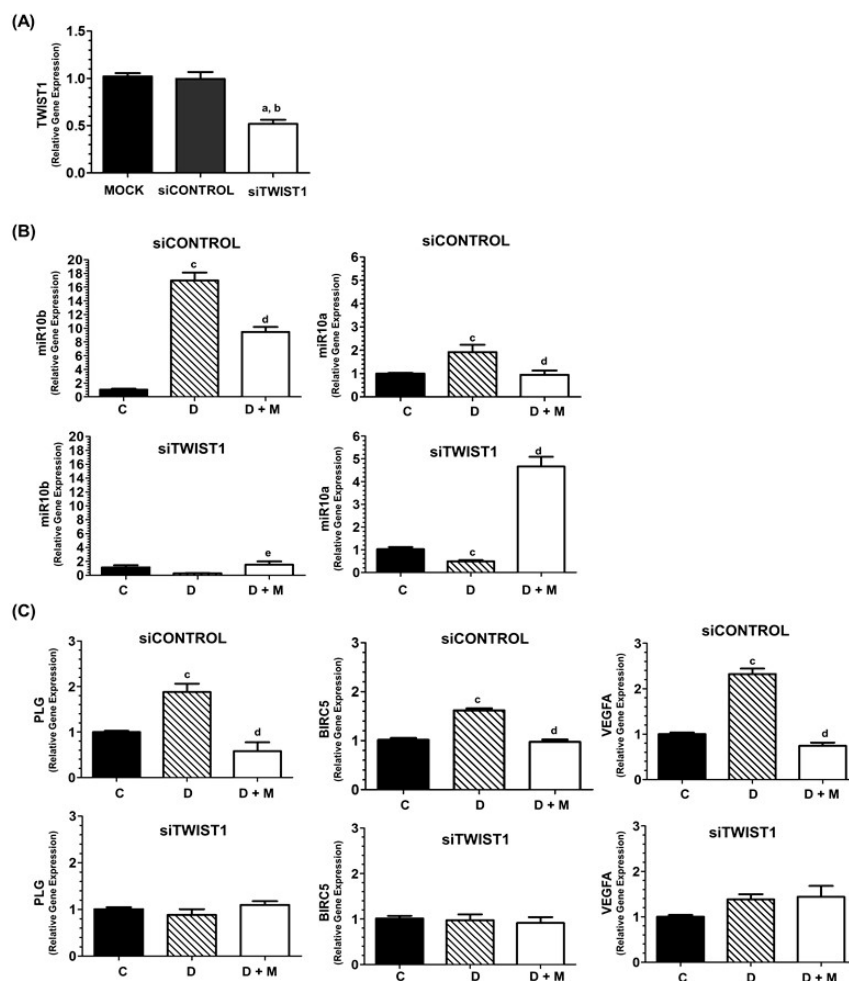 (A)
TWIST1
(Relative Gene Expression)
1.5
1.0
0.5
0.0
a, b
MOCK siCONTROL siTWIST1
(B)
siCONTROL
miR10b
(Relative Gene Expression)
20
18
16
14
12
10
8
6
4
2
0
c
d
C D D + M
siCONTROL
miR10a
(Relative Gene Expression)
6
5
4
3
2
1
0
c
d
C D D + M
siTWIST1
miR10b
(Relative Gene Expression)
20
18
16
14
12
10
8
6
4
2
0
e
C D D + M
siTWIST1
miR10a
(Relative Gene Expression)
6
5
4
3
2
1
0
c
d
C D D + M
(C)
siCONTROL
PLG
(Relative Gene Expression)
3
2
1
0
c
d
C D D + M
siCONTROL
BIRC5
(Relative Gene Expression)
3
2
1
0
c
d
C D D + M
siCONTROL
VEGFA
(Relative Gene Expression)
3
2
1
0
c
d
C D D + M
siTWIST1
PLG
(Relative Gene Expression)
3
2
1
0
C D D + M
siTWIST1
BIRC5
(Relative Gene Expression)
3
2
1
0
C D D + M
siTWIST1
VEGFA
(Relative Gene Expression)
3
2
1
0
C D D + M